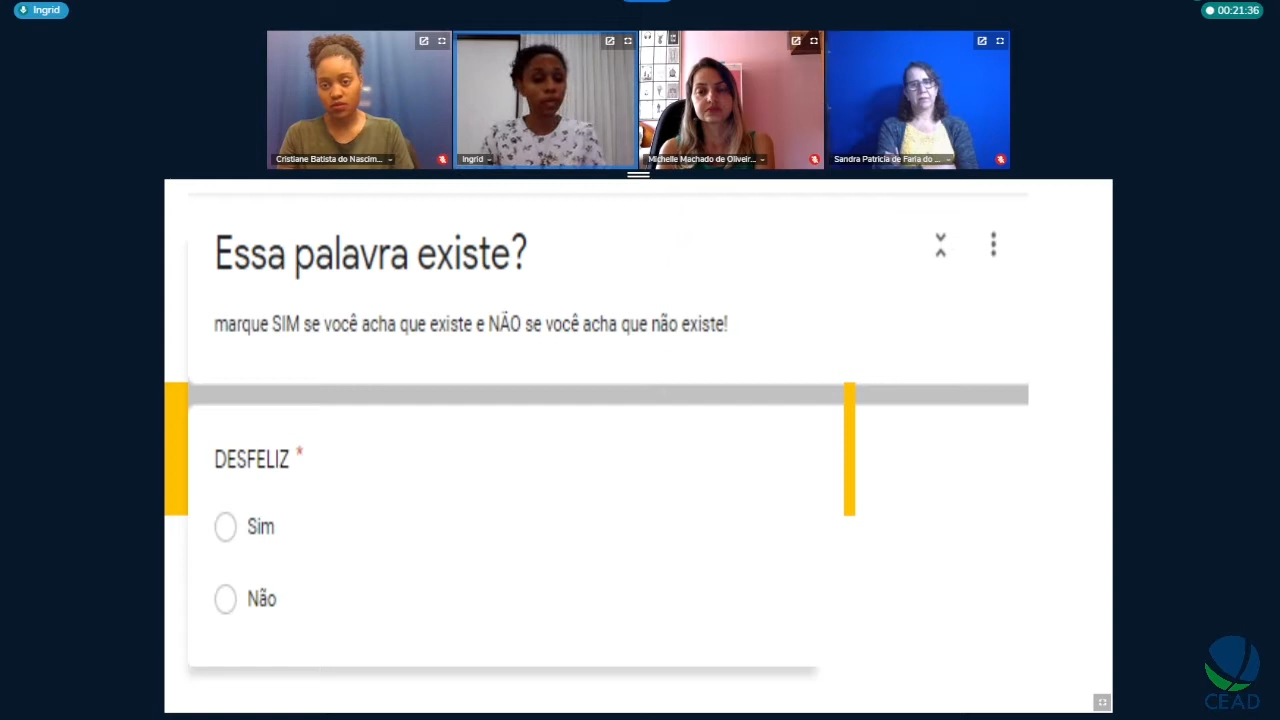 Ingrid
00:21:36
Cristiane Batista do Nascim...
Ingrid
Michelle Machado de Oliveir...
Sandra Patricia de Faria do ...
Essa palavra existe?
marque SIM se você acha que existe e NÃO se você acha que não existe!
DESFELIZ *
Sim
Não
CEAD